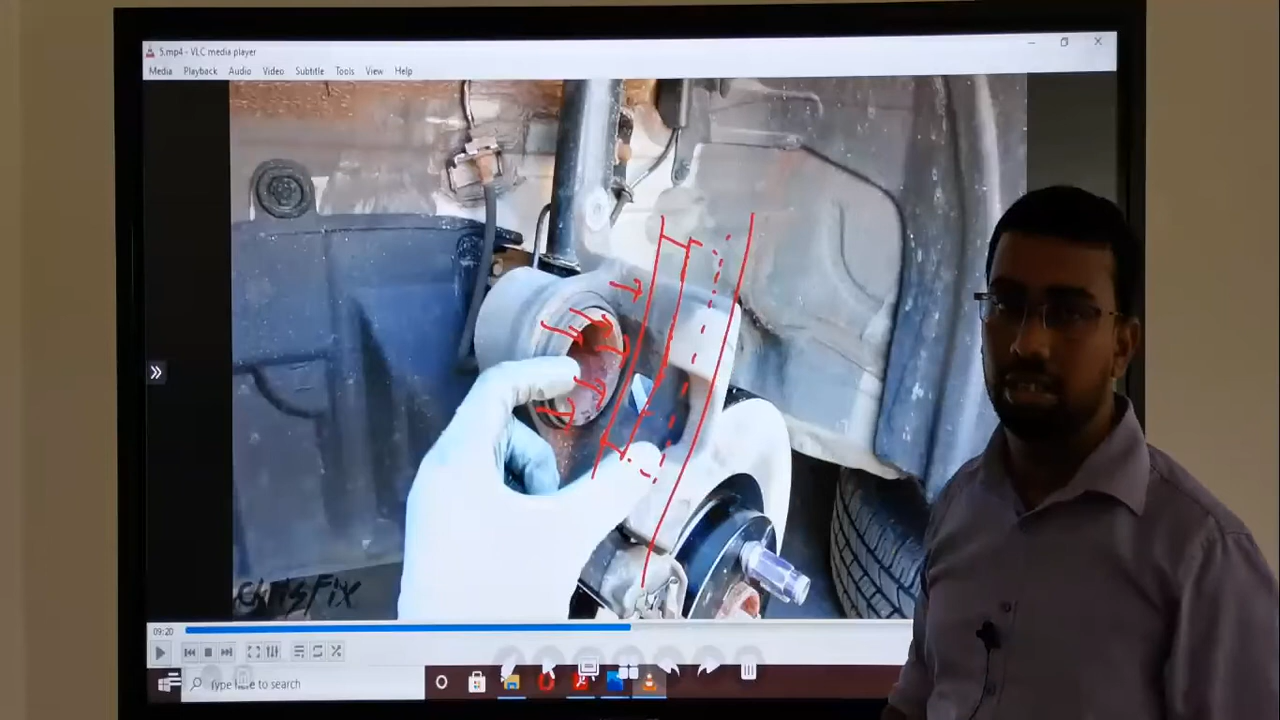 5.mp4 - VLC media player
Media Playback Audio Video Subtitle Tools View Help
ChrisFix
09:20
Type here to search